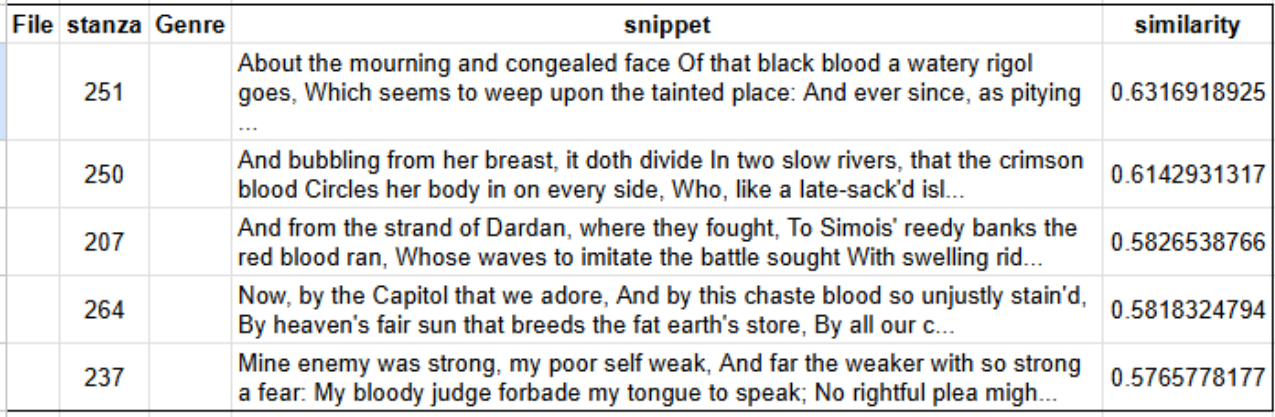 File stanza Genre snippet similarity
About the mourning and congealed face Of that black blood a watery rigol
251 goes, Which seems to weep upon the tainted place: And ever since, as pitying 0.6316918925
...
And bubbling from her breast, it doth divide In two slow rivers, that the crimson
250 blood Circles her body in on every side, Who, like a late-sack'd isl... 0.6142931317
And from the strand of Dardan, where they fought, To Simois' reedy banks the
207 red blood ran, Whose waves to imitate the battle sought With swelling rid... 0.5826538766
Now, by the Capitol that we adore, And by this chaste blood so unjustly stain'd,
264 By heaven's fair sun that breeds the fat earth's store, By all our c... 0.5818324794
Mine enemy was strong, my poor self weak, And far the weaker with so strong
237 a fear: My bloody judge forbade my tongue to speak; No rightful plea migh... 0.5765778177